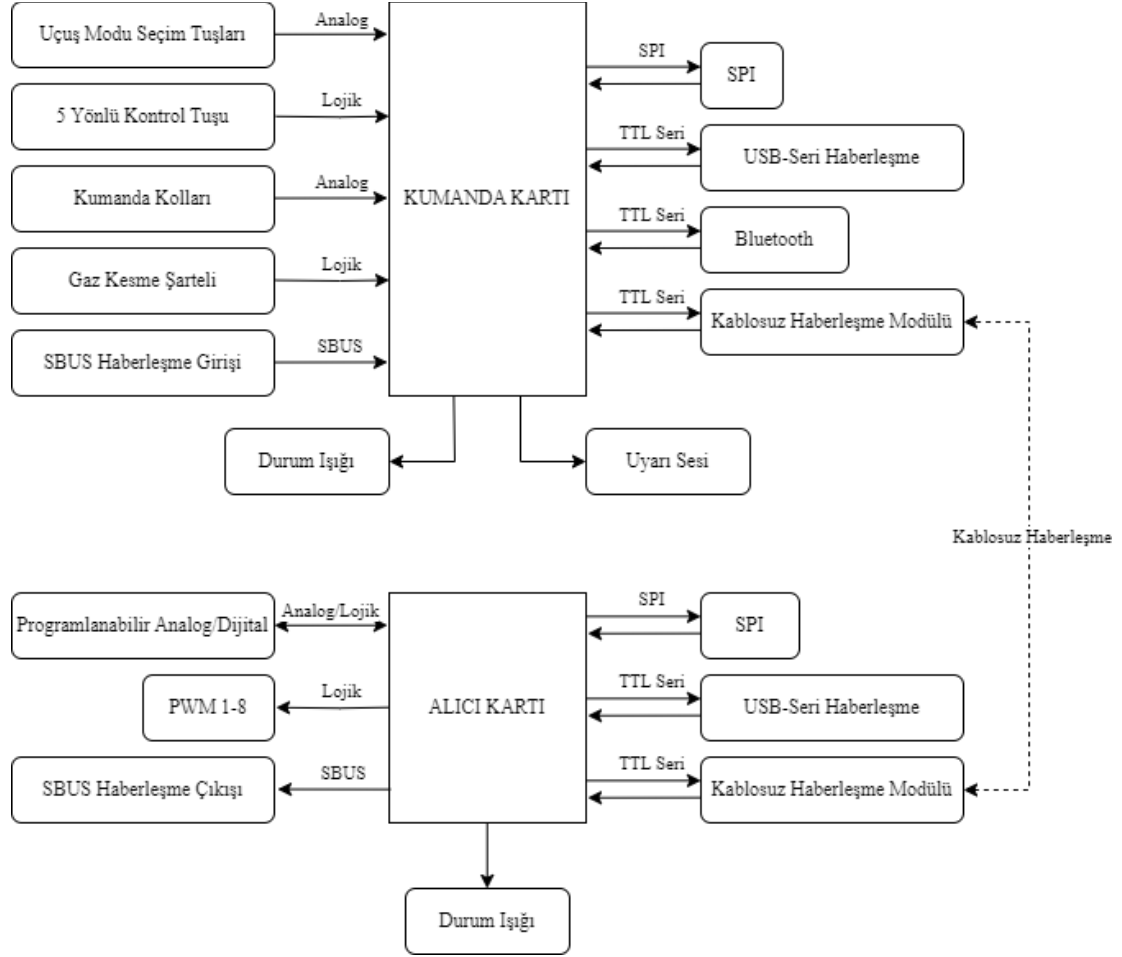 Uçuş Modu Seçim Tuşları
Analog
5 Yönlü Kontrol Tuşu
Lojik
Kumanda Kolları
Analog
Gaz Kesme Şarteli
Lojik
SBUS Haberleşme Girişi
SBUS
KUMANDA KARTI
SPI
SPI
TTL Seri
USB-Seri Haberleşme
TTL Seri
Bluetooth
TTL Seri
Kablosuz Haberleşme Modülü
Durum Işığı
Uyarı Sesi
Kablosuz Haberleşme
Programlanabilir Analog/Dijital
Analog/Lojik
PWM 1-8
Lojik
SBUS Haberleşme Çıkışı
SBUS
ALICI KARTI
SPI
SPI
TTL Seri
USB-Seri Haberleşme
TTL Seri
Kablosuz Haberleşme Modülü
Durum Işığı